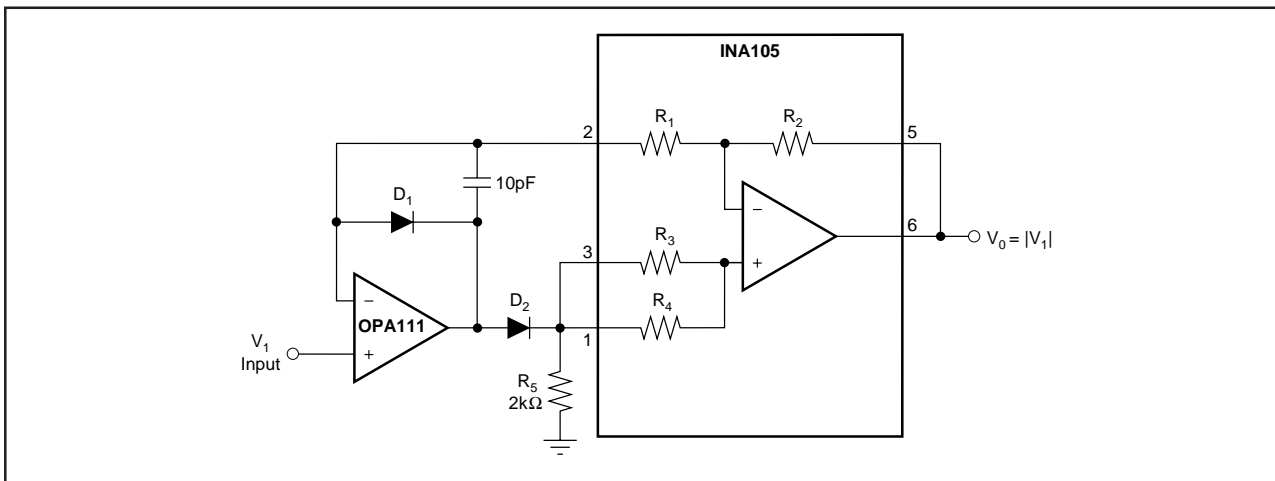 INA105
R1
R2
2
5
10pF
D1
R3
6
V0 = |V1|
3
D2
R4
OPA111
1
V1
Input
R5
2kΩ
−
+
−
+